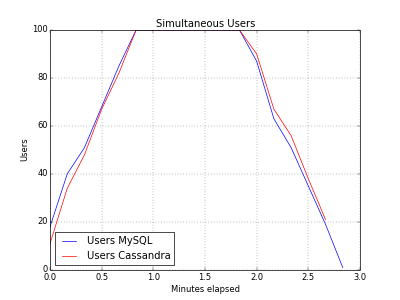 Simultaneous Users
100
80
60
40
20
0
Users
Users MySQL
Users Cassandra
0.0 0.5 1.0 1.5 2.0 2.5 3.0
Minutes elapsed